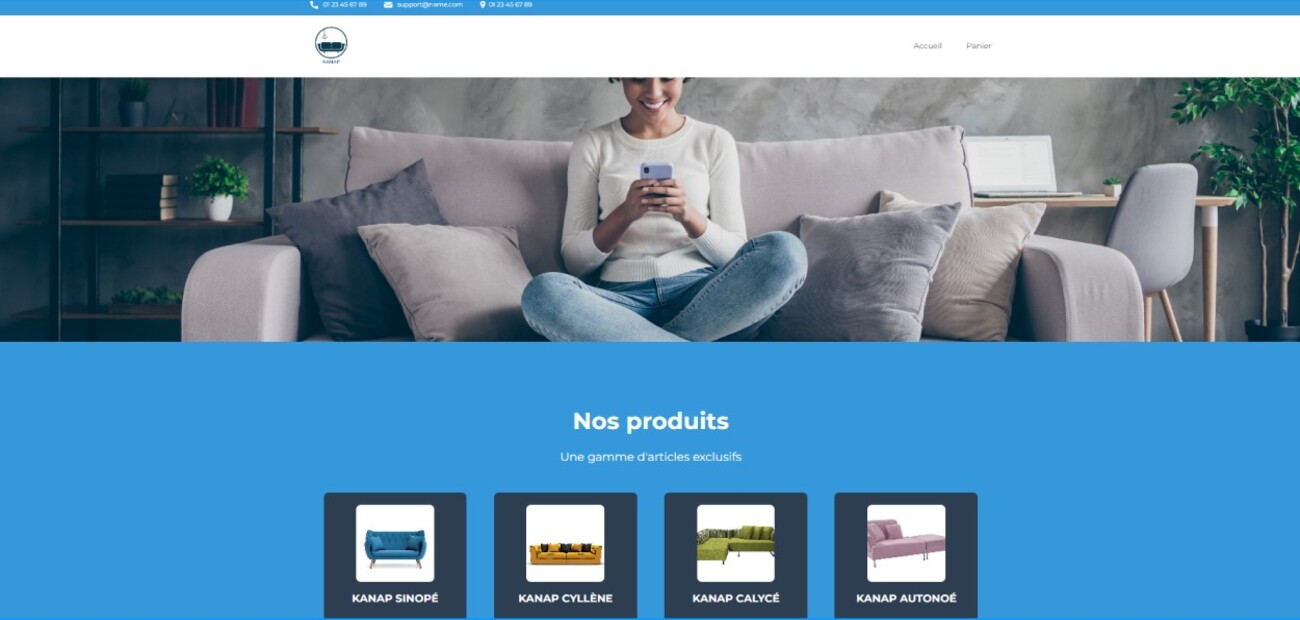 01 23 45 67 89 support@name.com 01 23 45 67 89
KANAP
Accueil Panier
Nos produits
Une gamme d'articles exclusifs
KANAP SINOPÉ KANAP CYLLÈNE KANAP CALYCÉ KANAP AUTONOÉ